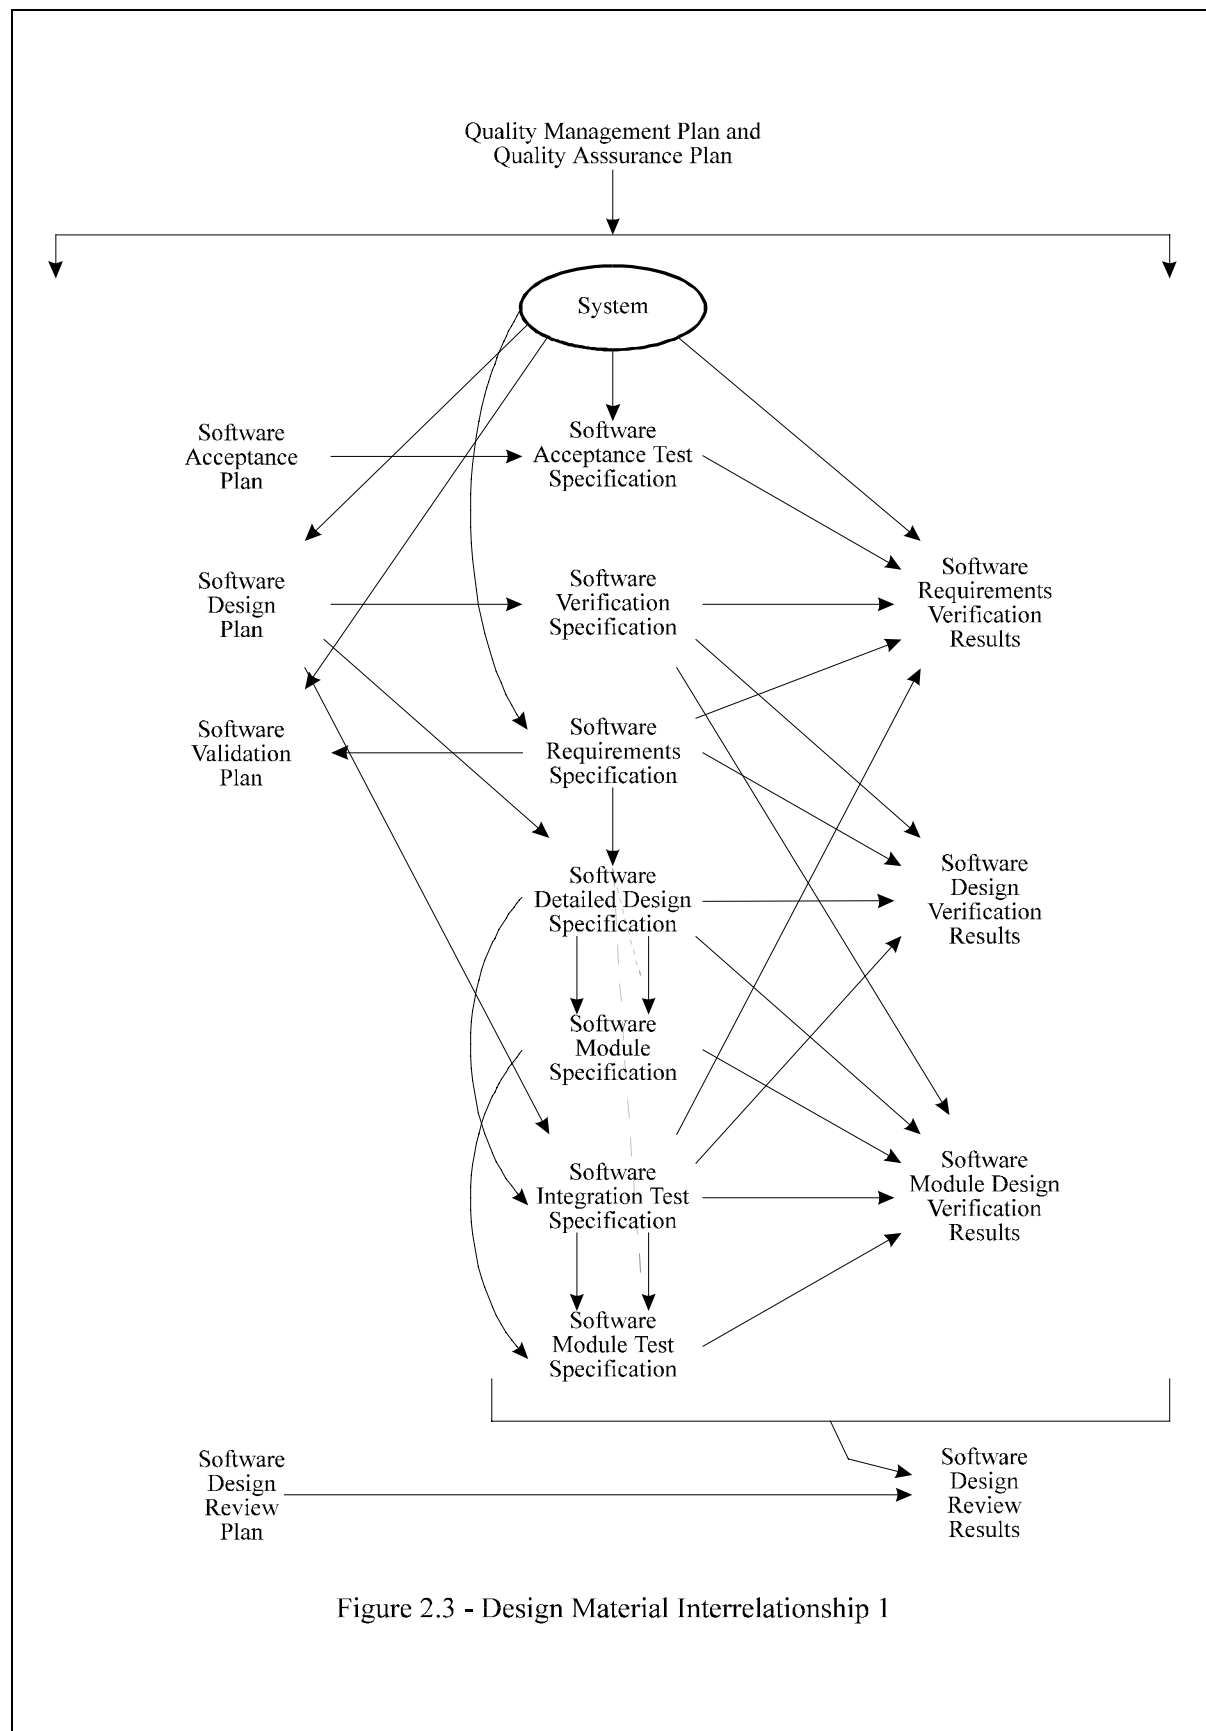 Quality Management Plan and
Quality Asssurance Plan
System
Software
Acceptance
Plan
Software
Acceptance Test
Specification
Software
Design
Plan
Software
Verification
Specification
Software
Requirements
Verification
Results
Software
Validation
Plan
Software
Requirements
Specification
Software
Detailed Design
Specification
Software
Design
Verification
Results
Software
Module
Specification
Software
Integration Test
Specification
Software
Module Design
Verification
Results
Software
Module Test
Specification
Software
Design
Review
Plan
Software
Design
Review
Results
Figure 2.3 - Design Material Interrelationship 1